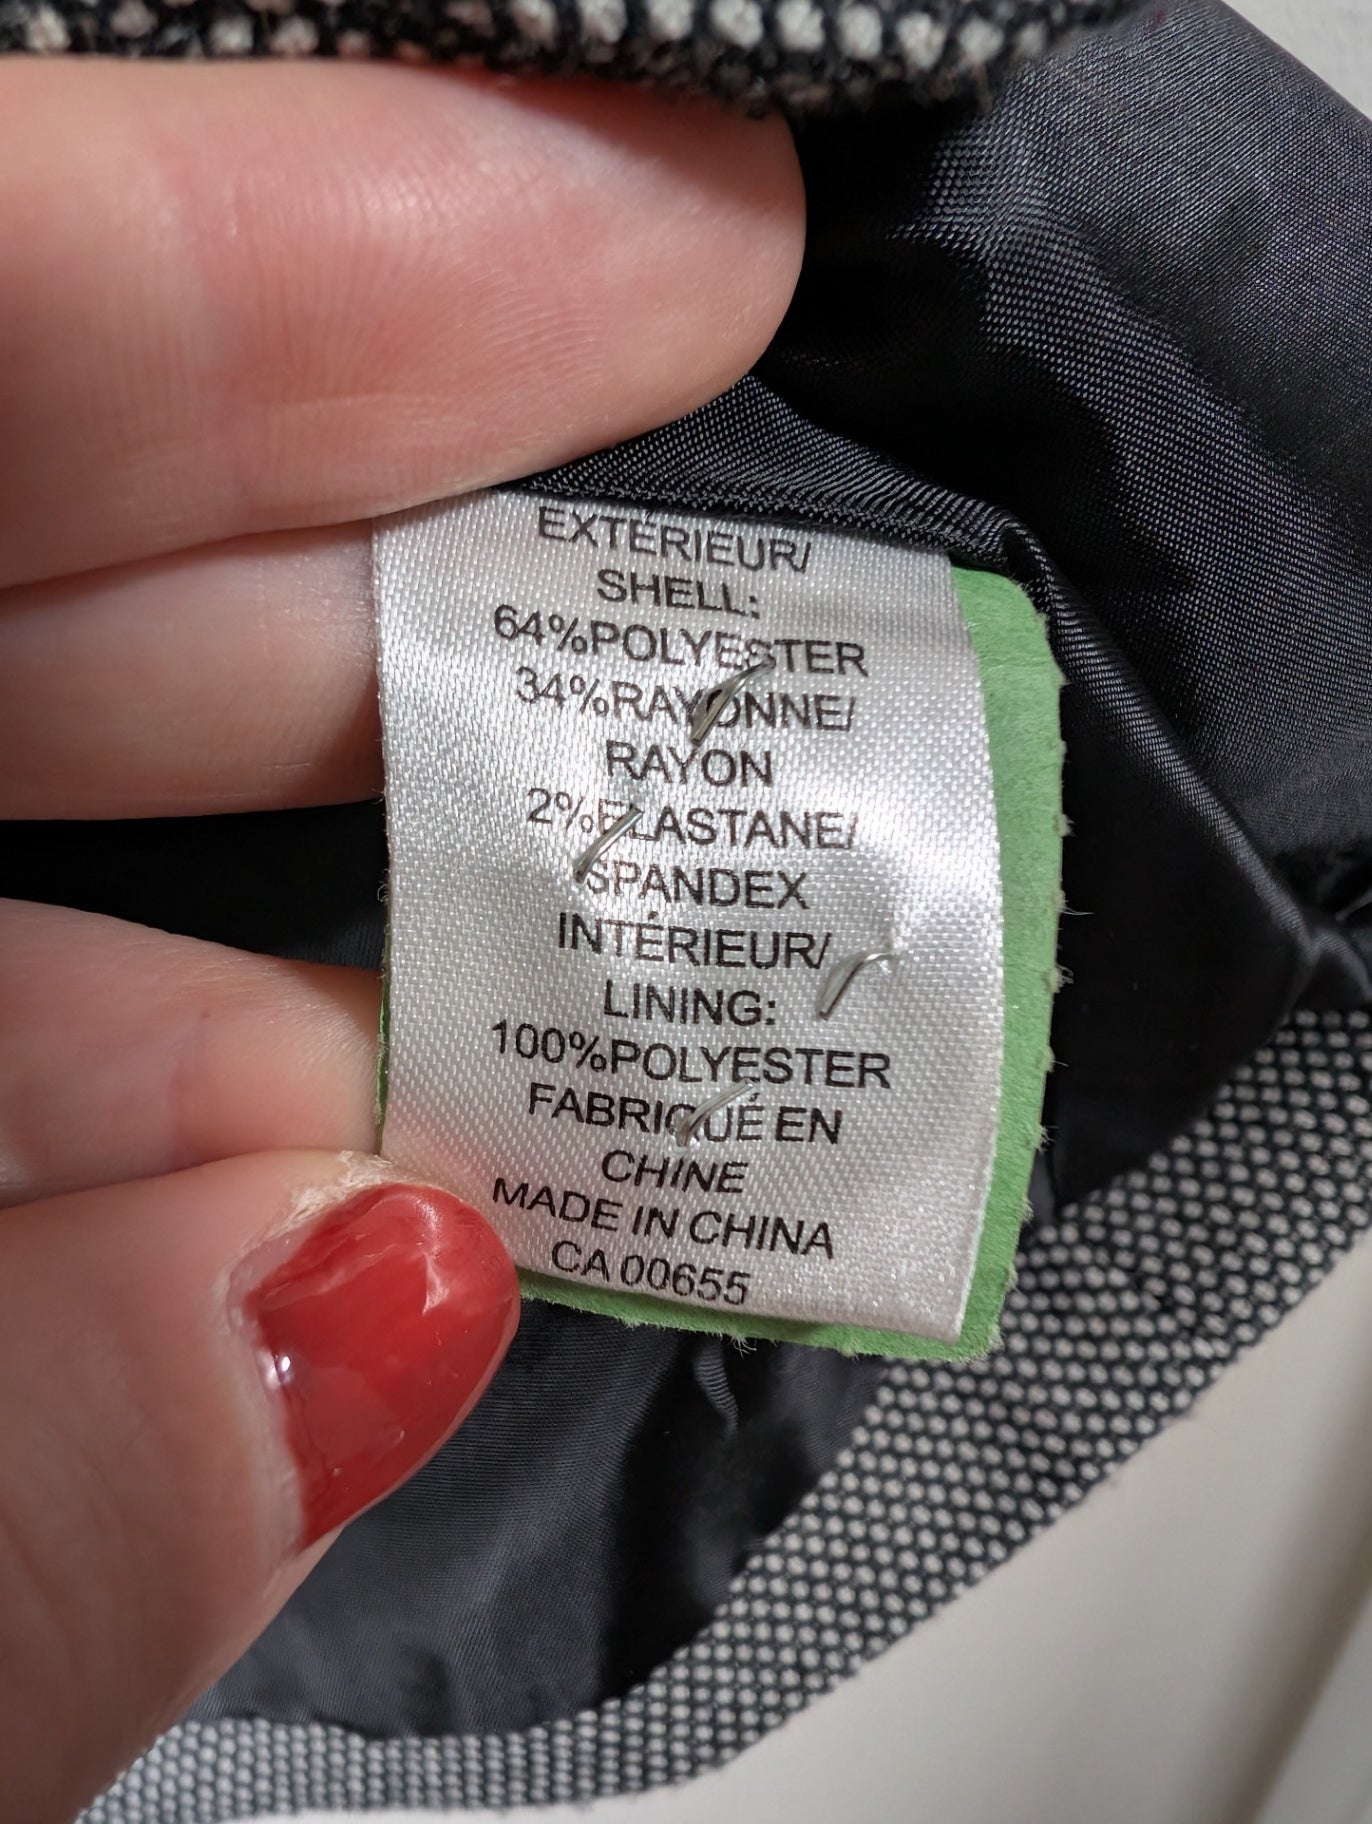 EXTÉRIEUR/
SHELL:
64%POLYESTER
34%RAYONNE/
RAYON
2%ELASTANE/
SPANDEX
INTÉRIEUR/
LINING:
100%POLYESTER
FABRIQUÉ EN
CHINE
MADE IN CHINA
CA 00655